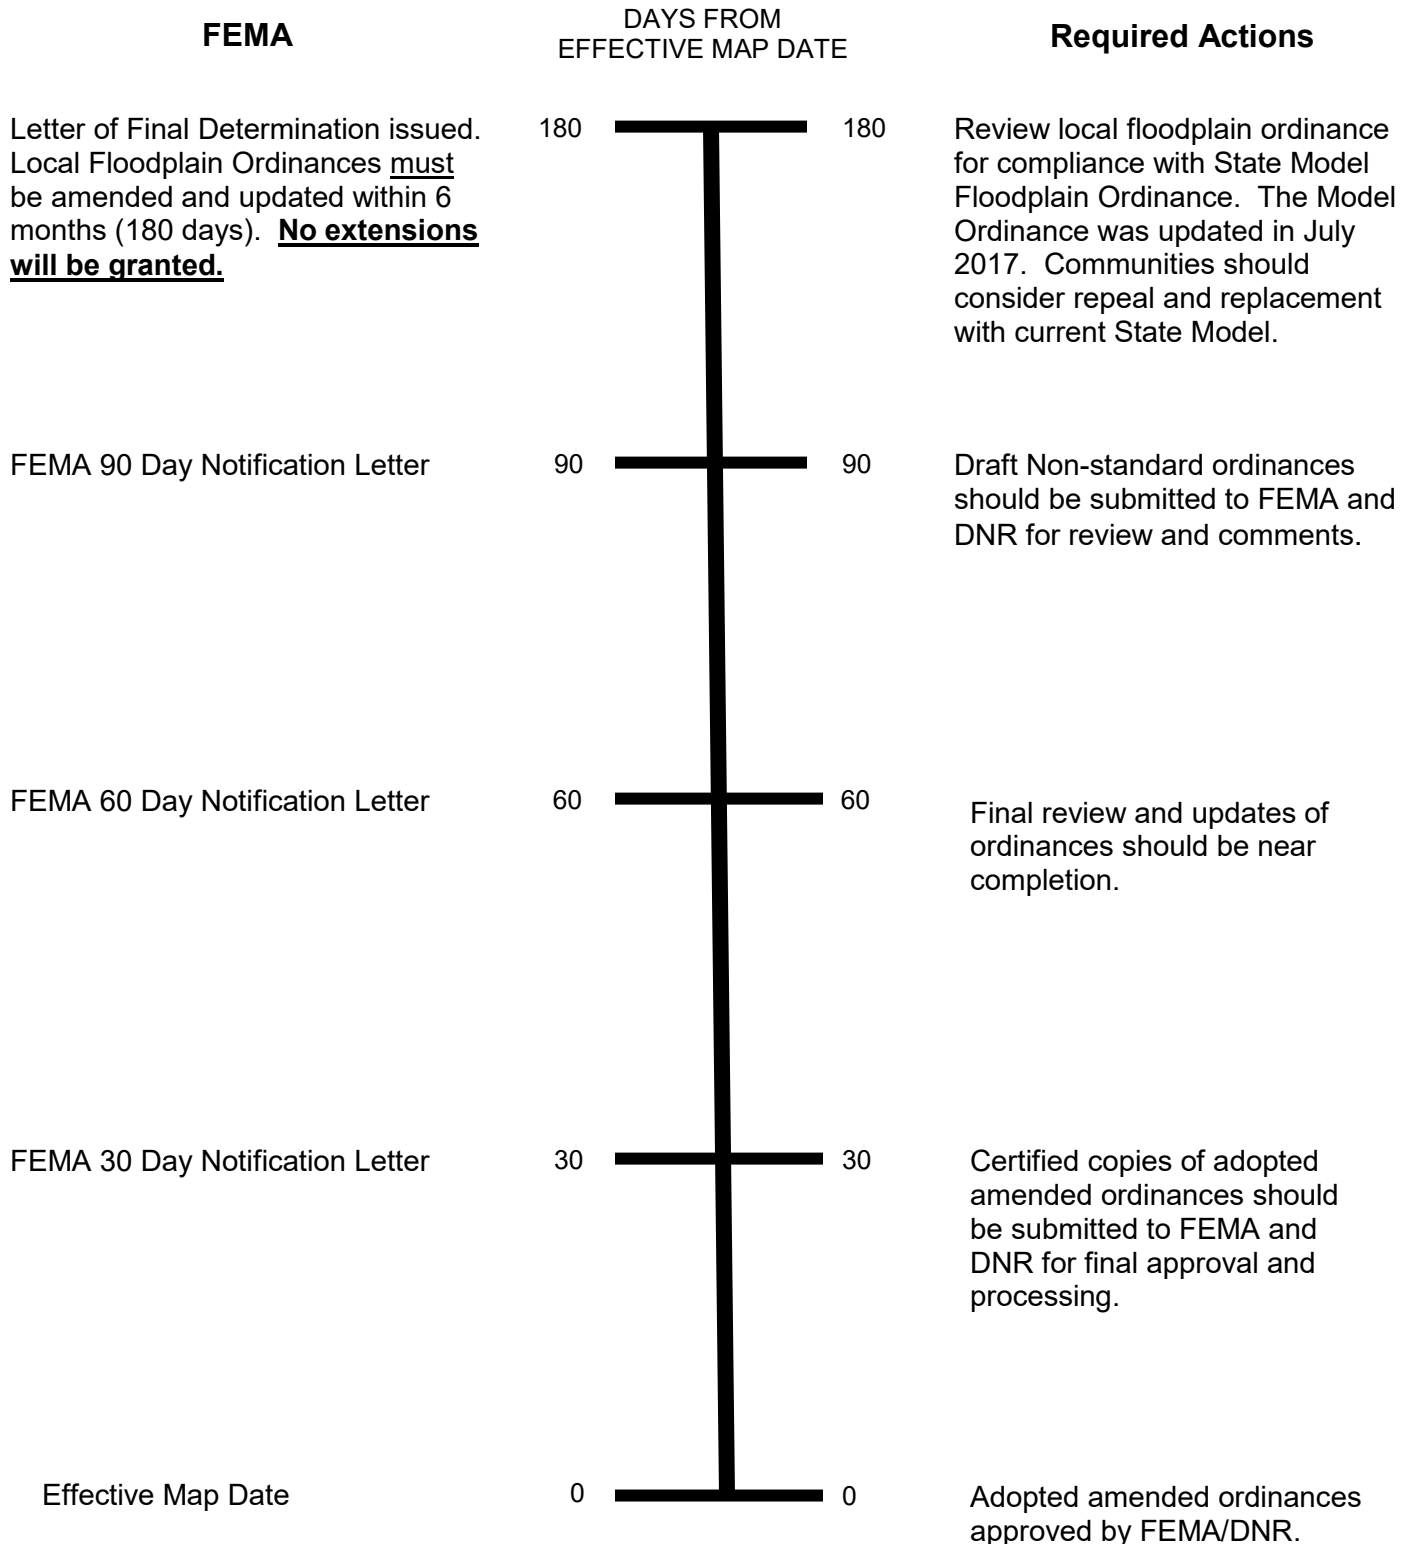 FEMA
DAYS FROM
EFFECTIVE MAP DATE
Required Actions
Letter of Final Determination issued.
Local Floodplain Ordinances must
be amended and updated within 6
months (180 days).  No extensions
will be granted.
180
180
Review local floodplain ordinance
for compliance with State Model
Floodplain Ordinance.  The Model
Ordinance was updated in July
2017.  Communities should
consider repeal and replacement
with current State Model.
FEMA 90 Day Notification Letter
90
90
Draft Non-standard ordinances
should be submitted to FEMA and
DNR for review and comments.
FEMA 60 Day Notification Letter
60
60
Final review and updates of
ordinances should be near
completion.
FEMA 30 Day Notification Letter
30
30
Certified copies of adopted
amended ordinances should
be submitted to FEMA and
DNR for final approval and
processing.
Effective Map Date
0
0
Adopted amended ordinances
approved by FEMA/DNR.